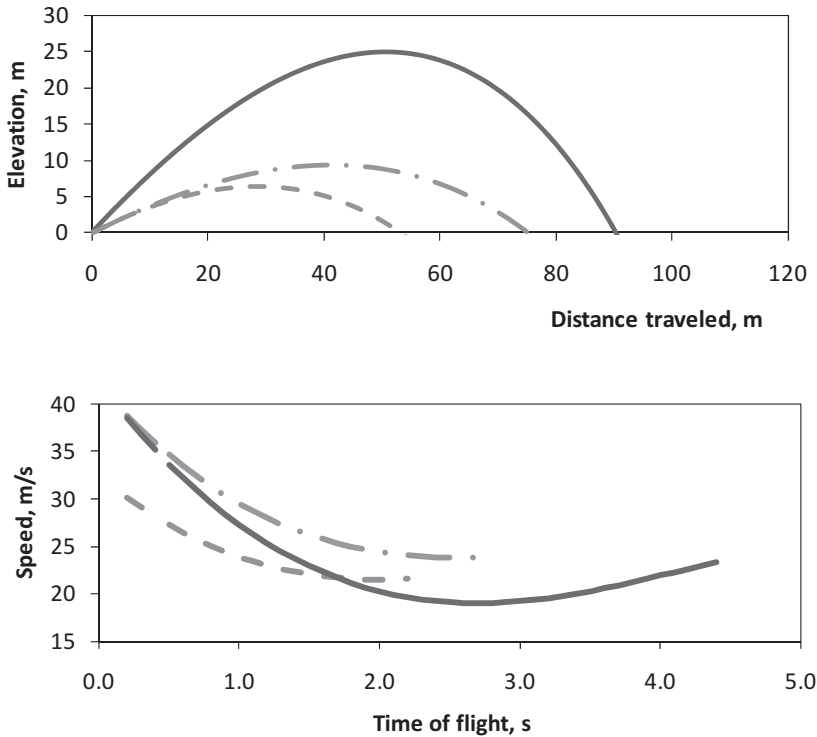 30
25
20
15
10
5
0
Elevation, m
0 20 40 60 80 100 120
Distance traveled, m
40
35
30
25
20
15
Speed, m/s
0.0 1.0 2.0 3.0 4.0 5.0
Time of flight, s